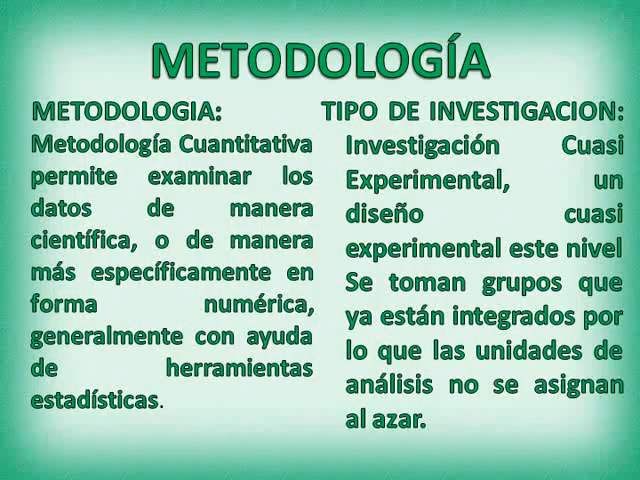 METODOLOGÍA
METODOLOGIA:
Metodología Cuantitativa
permite examinar los
datos de manera
científica, o de manera
más específicamente en
forma numérica,
generalmente con ayuda
de herramientas
estadísticas.
TIPO DE INVESTIGACION:
Investigación Cuasi
Experimental, un
diseño cuasi
experimental este nivel
Se toman grupos que
ya están integrados por
lo que las unidades de
análisis no se asignan
al azar.